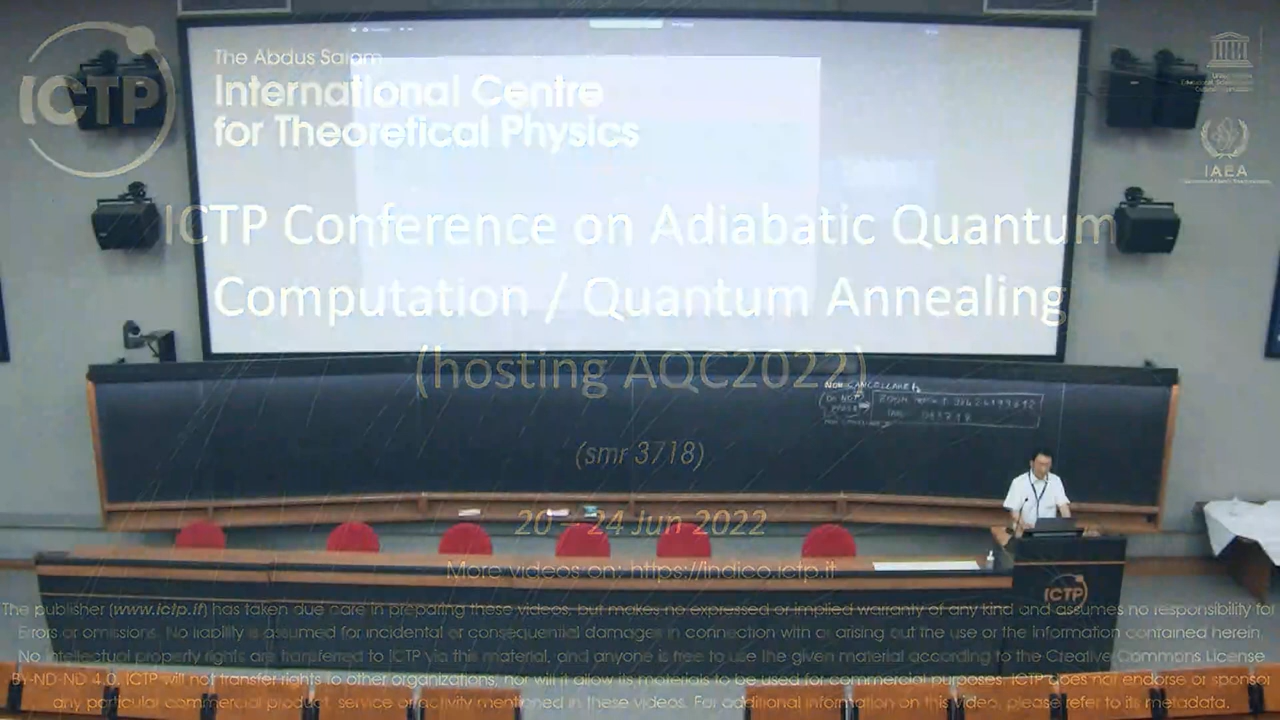 The Abdus Salam
International Centre
for Theoretical Physics
ICTP
IAEA
ICTP Conference on Adiabatic Quantum
Computation / Quantum Annealing
(hosting AQC2022)
NON CANCELLARE
DO NOT
ZOOM
(smr 3718)
20 – 24 Jun 2022
More videos on: https://indico.ictp.it
ICTP
The publisher (www.ictp.it) has taken due care in preparing these videos, but makes no expressed or implied warranty of any kind and assumes no responsibility for
Errors or omissions. No liability is assumed for incidental or consequential damages in connection with or arising out the use or the information contained herein.
No intellectual property rights are transferred to ICTP via this material, and anyone is free to use the given material according to the Creative Commons License
By-ND-ND 4.0. ICTP will not transfer rights to other organizations, nor will it allow its materials to be used for commercial purposes. ICTP does not endorse or sponsor
any particular commercial product, service or activity mentioned in these videos. For additional information on this video, please refer to its metadata.